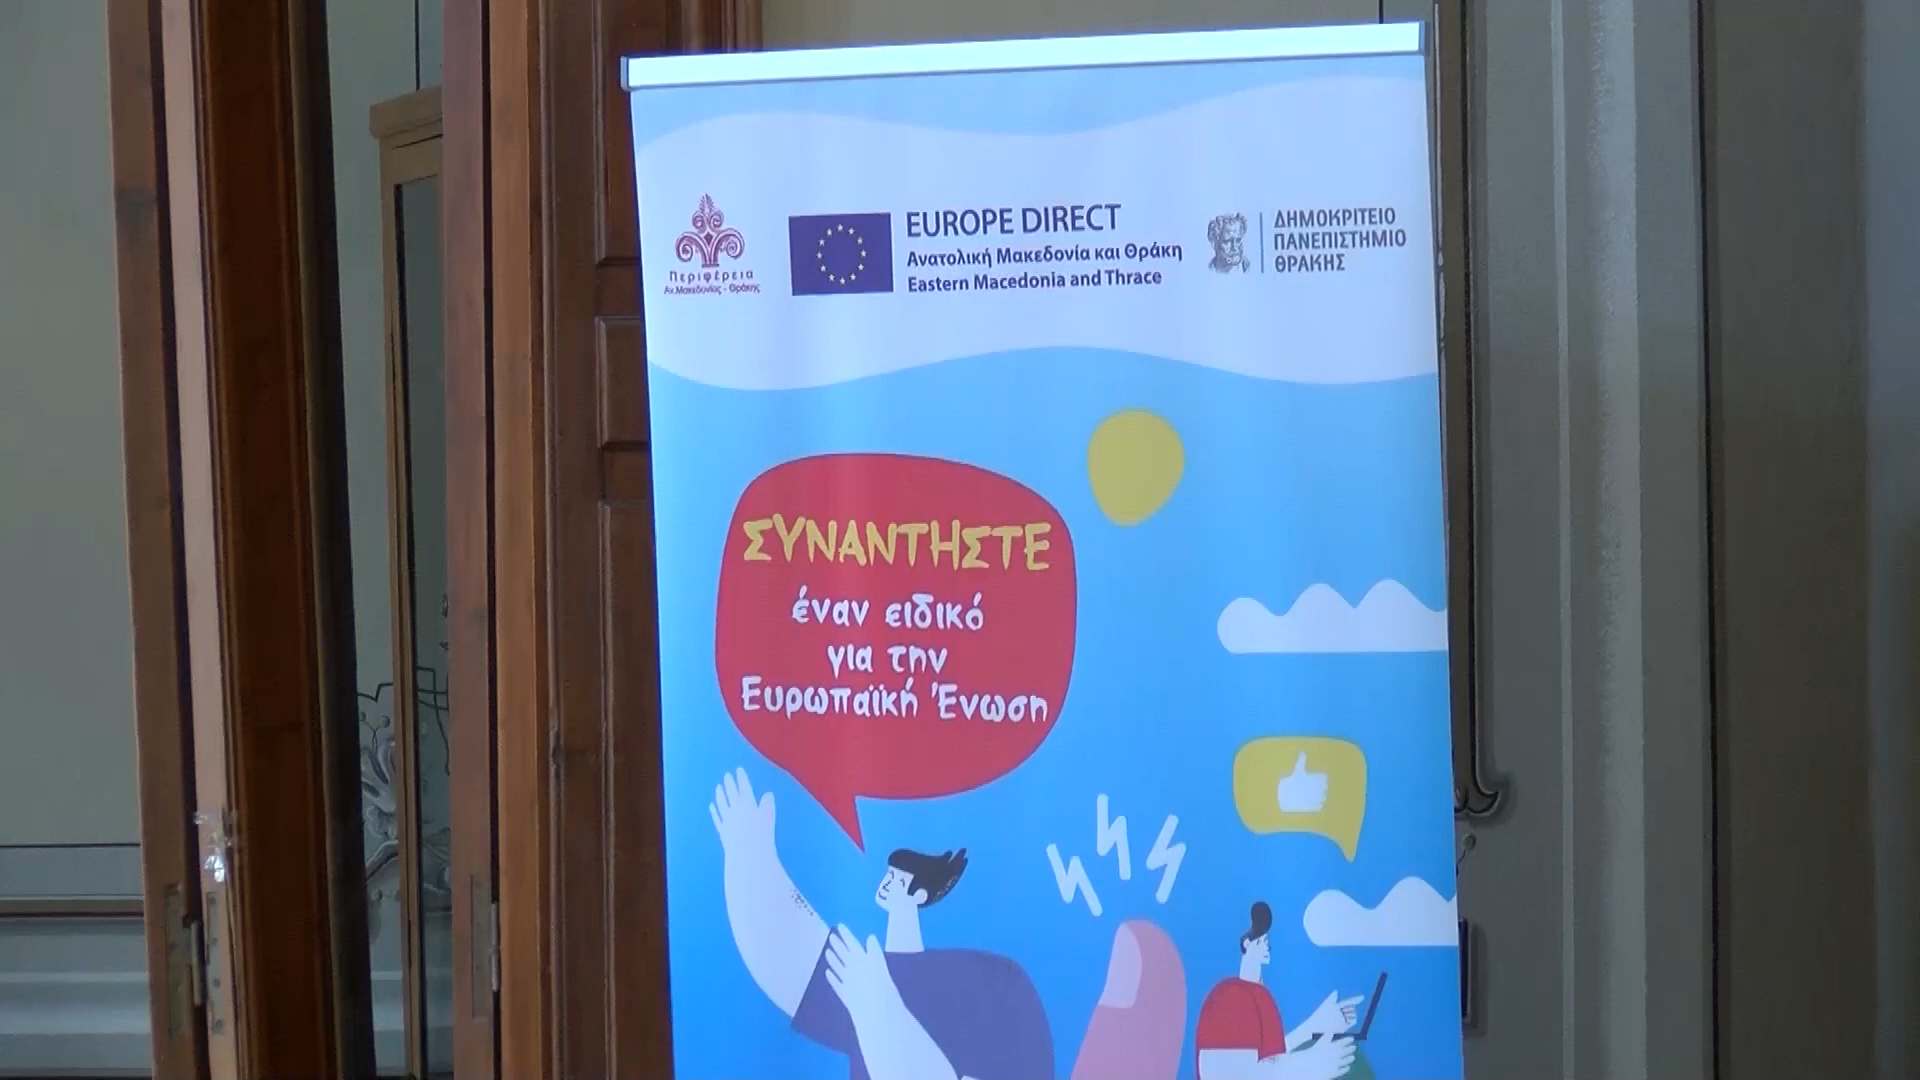 Περιφέρεια
Αν. Μακεδονίας - Θράκης
EUROPE DIRECT
Ανατολική Μακεδονία και Θράκη
Eastern Macedonia and Thrace
ΔΗΜΟΚΡΙΤΕΙΟ
ΠΑΝΕΠΙΣΤΗΜΙΟ
ΘΡΑΚΗΣ
ΣΥΝΑΝΤΗΣΤΕ
έναν ειδικό
για την
Ευρωπαϊκή Ένωση